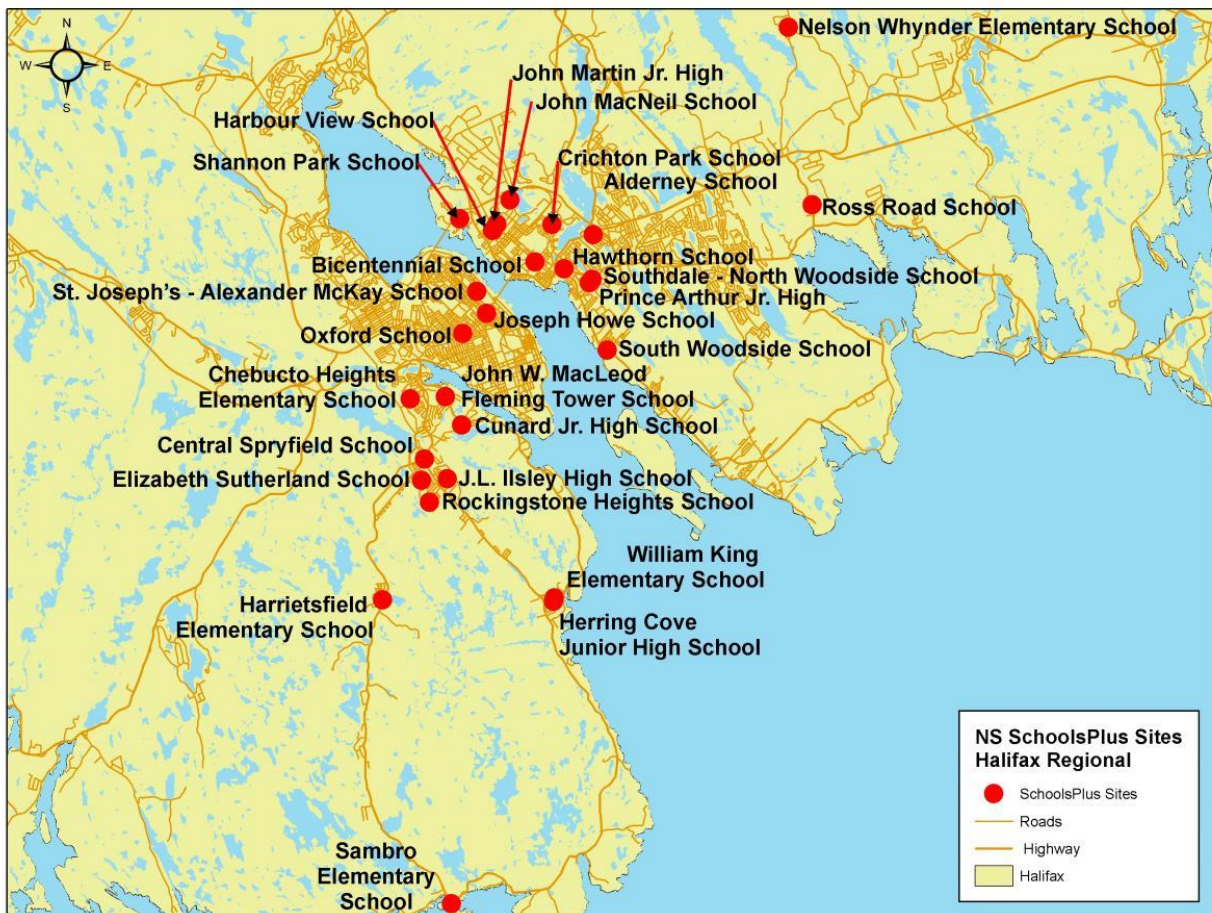 N
W
E
S
Nelson Whynder Elementary School
John Martin Jr. High
John MacNeil School
Harbour View School
Shannon Park School
Crichton Park School
Alderney School
Ross Road School
Bicentennial School
Hawthorn School
Southdale - North Woodside School
St. Joseph's - Alexander McKay School
Prince Arthur Jr. High
Joseph Howe School
Oxford School
South Woodside School
Chebucto Heights
Elementary School
John W. MacLeod
Fleming Tower School
Cunard Jr. High School
Central Spryfield School
Elizabeth Sutherland School
J.L. Ilsley High School
Rockingstone Heights School
William King
Elementary School
Harrietsfield
Elementary School
Herring Cove
Junior High School
Sambro
Elementary
School
NS SchoolsPlus Sites
Halifax Regional
SchoolsPlus Sites
Roads
Highway
Halifax